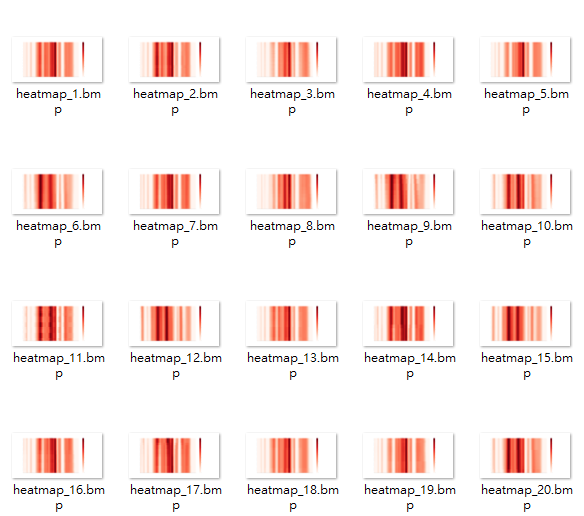 heatmap_1.bm heatmap_2.bm heatmap_3.bm heatmap_4.bm heatmap_5.bm
p p p p p
heatmap_6.bm heatmap_7.bm heatmap_8.bm heatmap_9.bm heatmap_10.bm
p p p p p
heatmap_11.bm heatmap_12.bm heatmap_13.bm heatmap_14.bm heatmap_15.bm
p p p p p
heatmap_16.bm heatmap_17.bm heatmap_18.bm heatmap_19.bm heatmap_20.bm
p p p p p